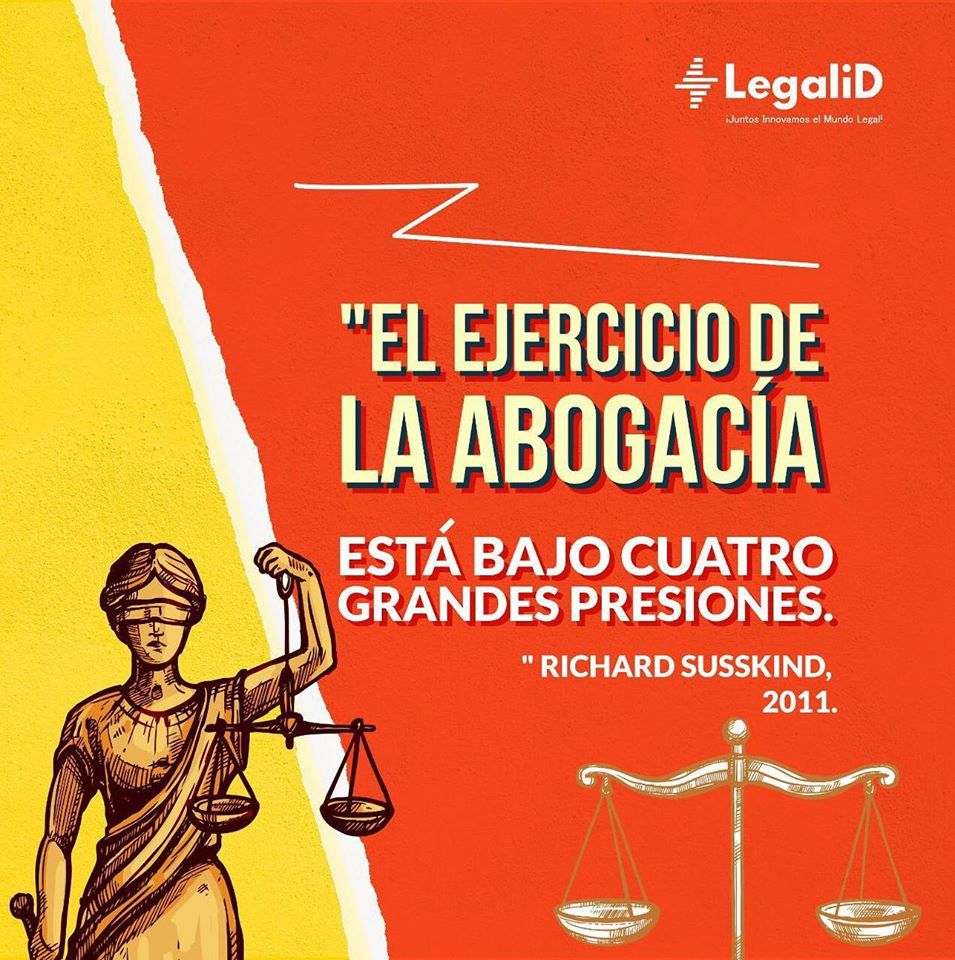 LegaliD
¡Juntos Innovamos el Mundo Legal!
"EL EJERCICIO DE
LA ABOGACÍA
ESTÁ BAJO CUATRO
GRANDES PRESIONES.
" RICHARD SUSSKIND,
2011.